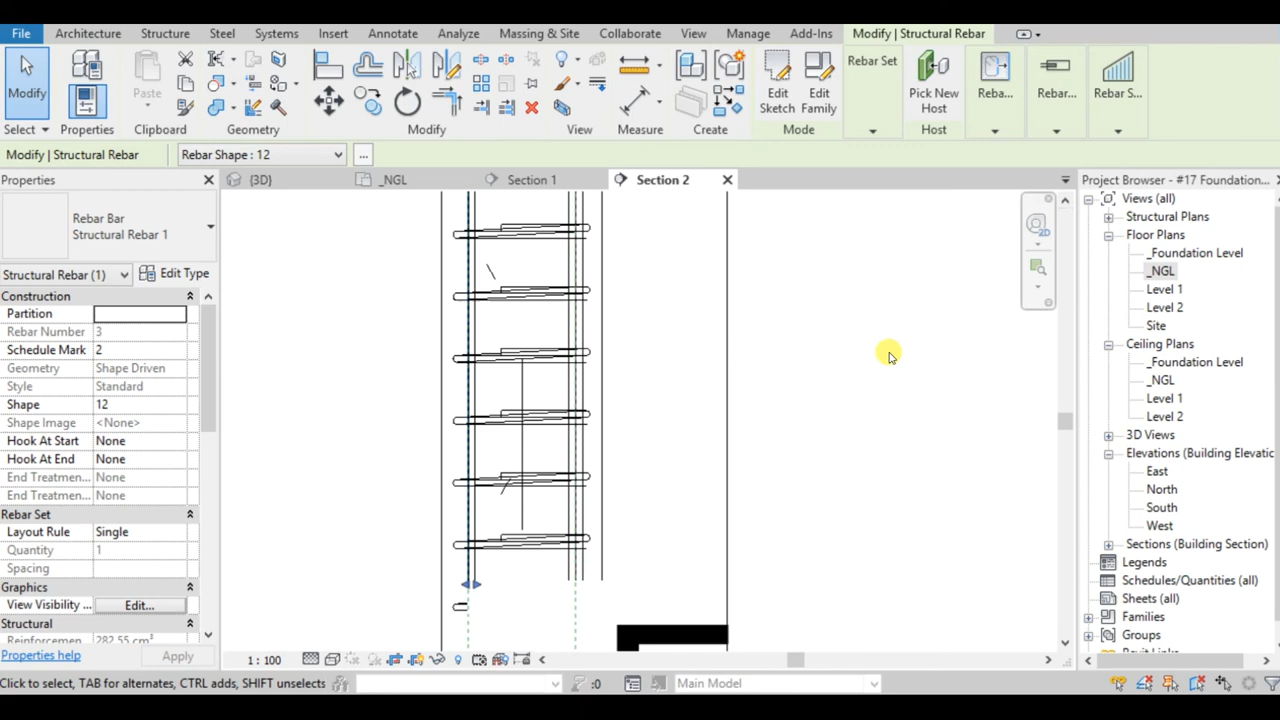 File Architecture Structure Steel Systems Insert Annotate Analyze Massing & Site Collaborate View Manage Add-Ins Modify | Structural Rebar
Modify Paste Edit Sketch Edit Family Rebar Set Pick New Host Reba... Rebar... Rebar S...
Select Properties Clipboard Geometry Modify View Measure Create Mode Host
Modify | Structural Rebar Rebar Shape : 12 ...
Properties {3D} _NGL Section 1 Section 2 Project Browser - #17 Foundation...
Rebar Bar
Structural Rebar 1
Structural Rebar (1) Edit Type
Construction
Partition
Rebar Number 3
Schedule Mark 2
Geometry Shape Driven
Style Standard
Shape 12
Shape Image <None>
Hook At Start None
Hook At End None
End Treatmen... None
End Treatmen... None
Rebar Set
Layout Rule Single
Quantity 1
Spacing
Graphics
View Visibility ... Edit...
Structural
Reinforcemen 282.55 cm³
Properties help Apply
2D
Views (all)
Structural Plans
Floor Plans
_Foundation Level
_NGL
Level 1
Level 2
Site
Ceiling Plans
_Foundation Level
_NGL
Level 1
Level 2
3D Views
Elevations (Building Elevatic
East
North
South
West
Sections (Building Section)
Legends
Schedules/Quantities (all)
Sheets (all)
Families
Groups
Revit Links
1 : 100
Click to select, TAB for alternates, CTRL adds, SHIFT unselects :0 Main Model